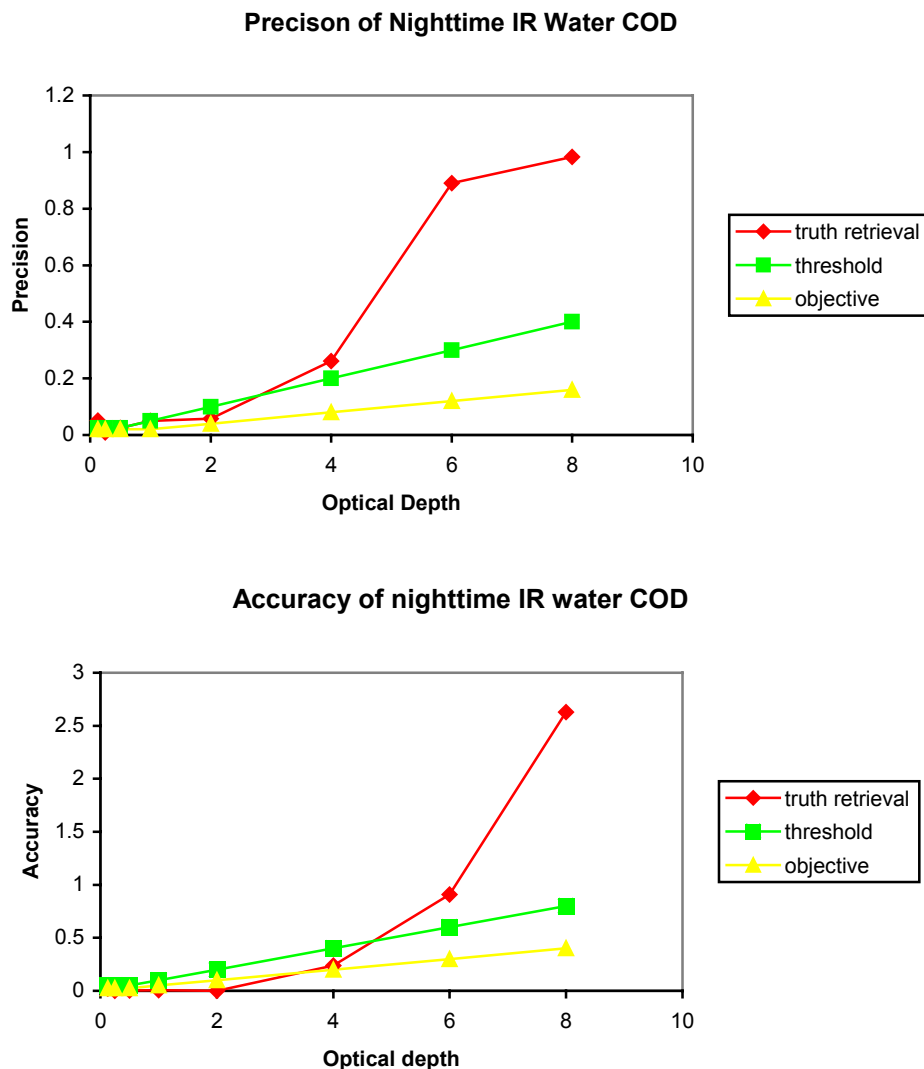 Precison of Nighttime IR Water COD
1.2
1
0.8
0.6
0.4
0.2
0
Precision
0 2 4 6 8 10
Optical Depth
truth retrieval
threshold
objective
Accuracy of nighttime IR water COD
3
2.5
2
1.5
1
0.5
0
Accuracy
0 2 4 6 8 10
Optical depth
truth retrieval
threshold
objective